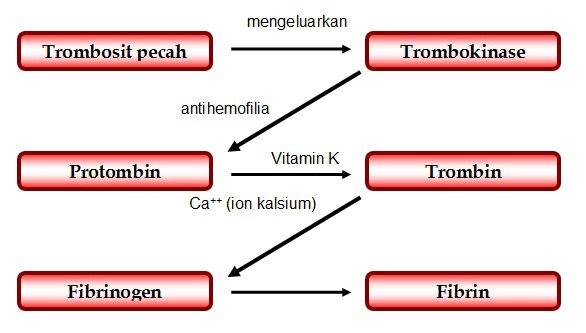 mengeluarkan
Trombosit pecah
Trombokinase
antihemofilia
Vitamin K
Protombin
Trombin
Ca++ (ion kalsium)
Fibrinogen
Fibrin